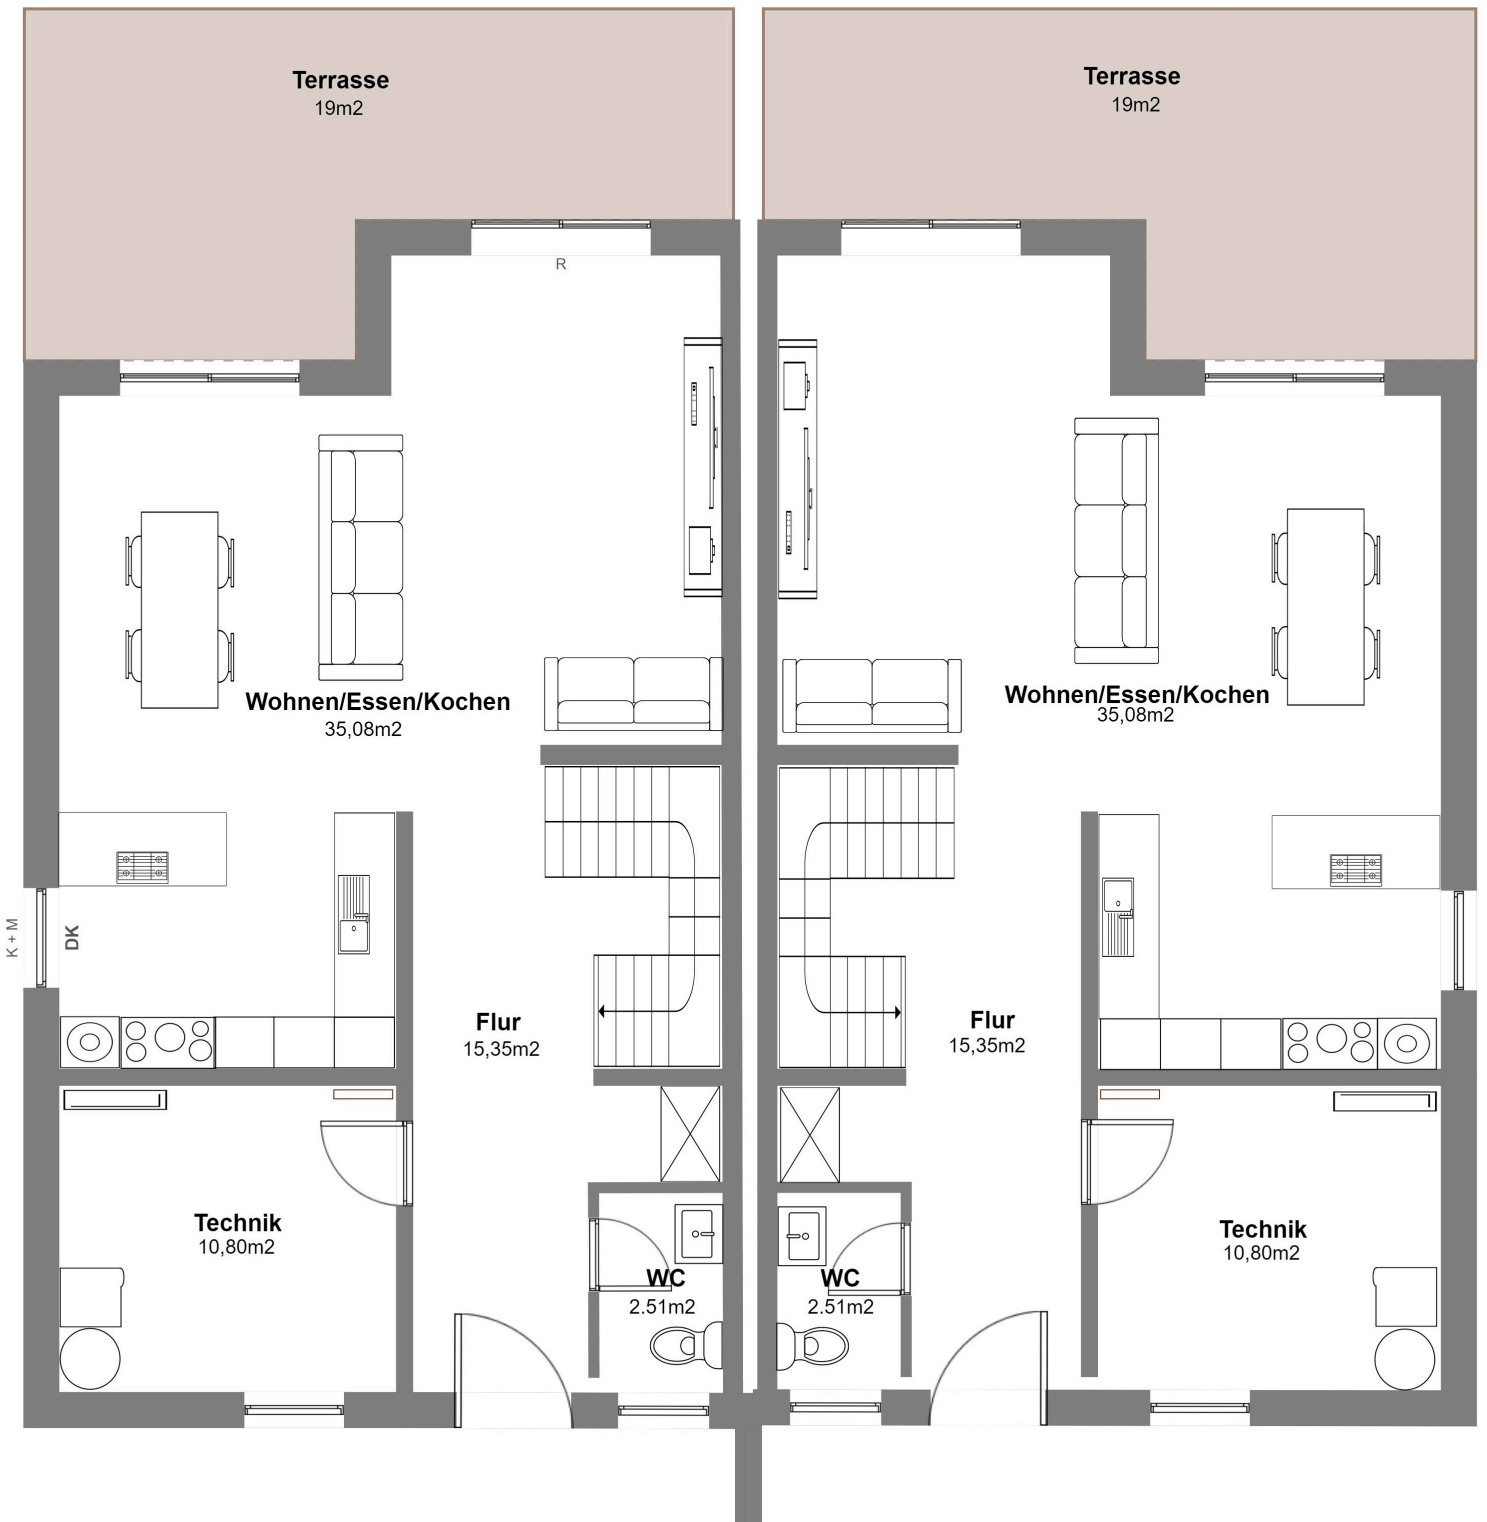 Terrasse
19m2
Terrasse
19m2
R
Wohnen/Essen/Kochen
35,08m2
Wohnen/Essen/Kochen
35,08m2
K + M
DK
Flur
15,35m2
Flur
15,35m2
Technik
10,80m2
WC
2.51m2
WC
2.51m2
Technik
10,80m2